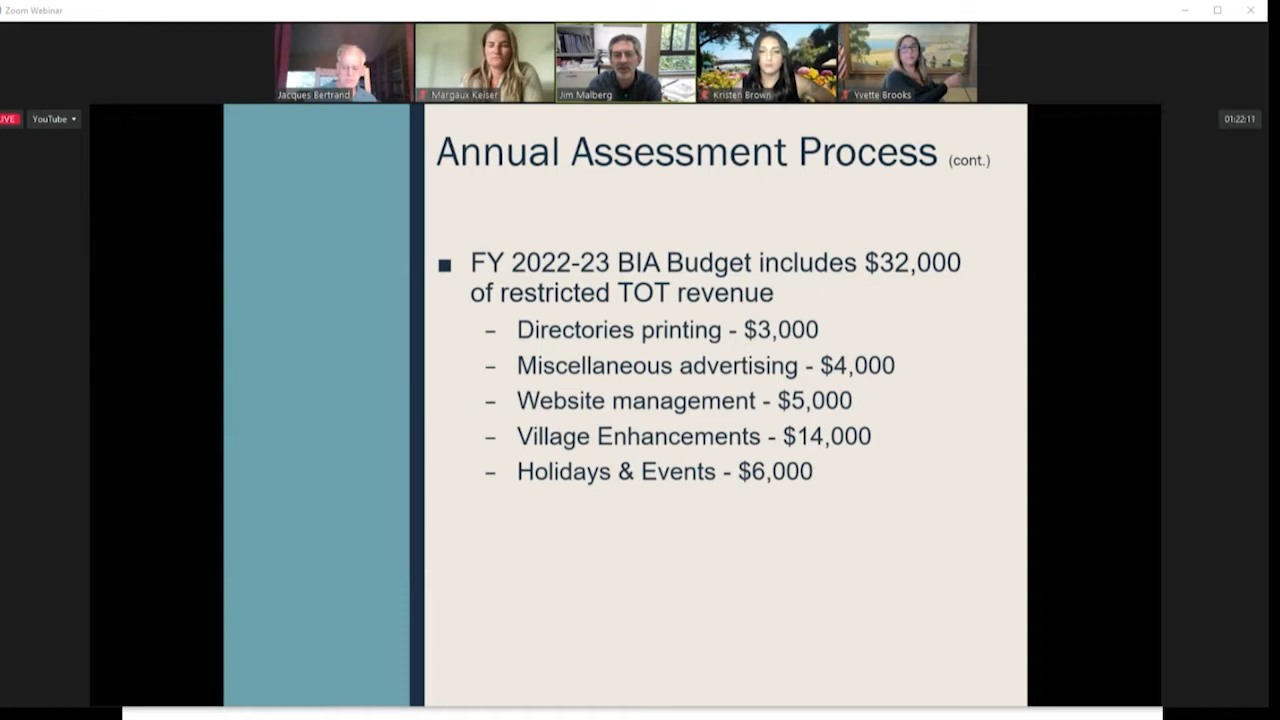 Zoom Webinar
Jacques Bertrand
Margaux Keiser
Jim Malberg
Kristen Brown
Yvette Brooks
LIVE
YouTube
01:22:11
Annual Assessment Process (cont.)
■ FY 2022-23 BIA Budget includes $32,000
of restricted TOT revenue
– Directories printing - $3,000
– Miscellaneous advertising - $4,000
– Website management - $5,000
– Village Enhancements - $14,000
– Holidays & Events - $6,000